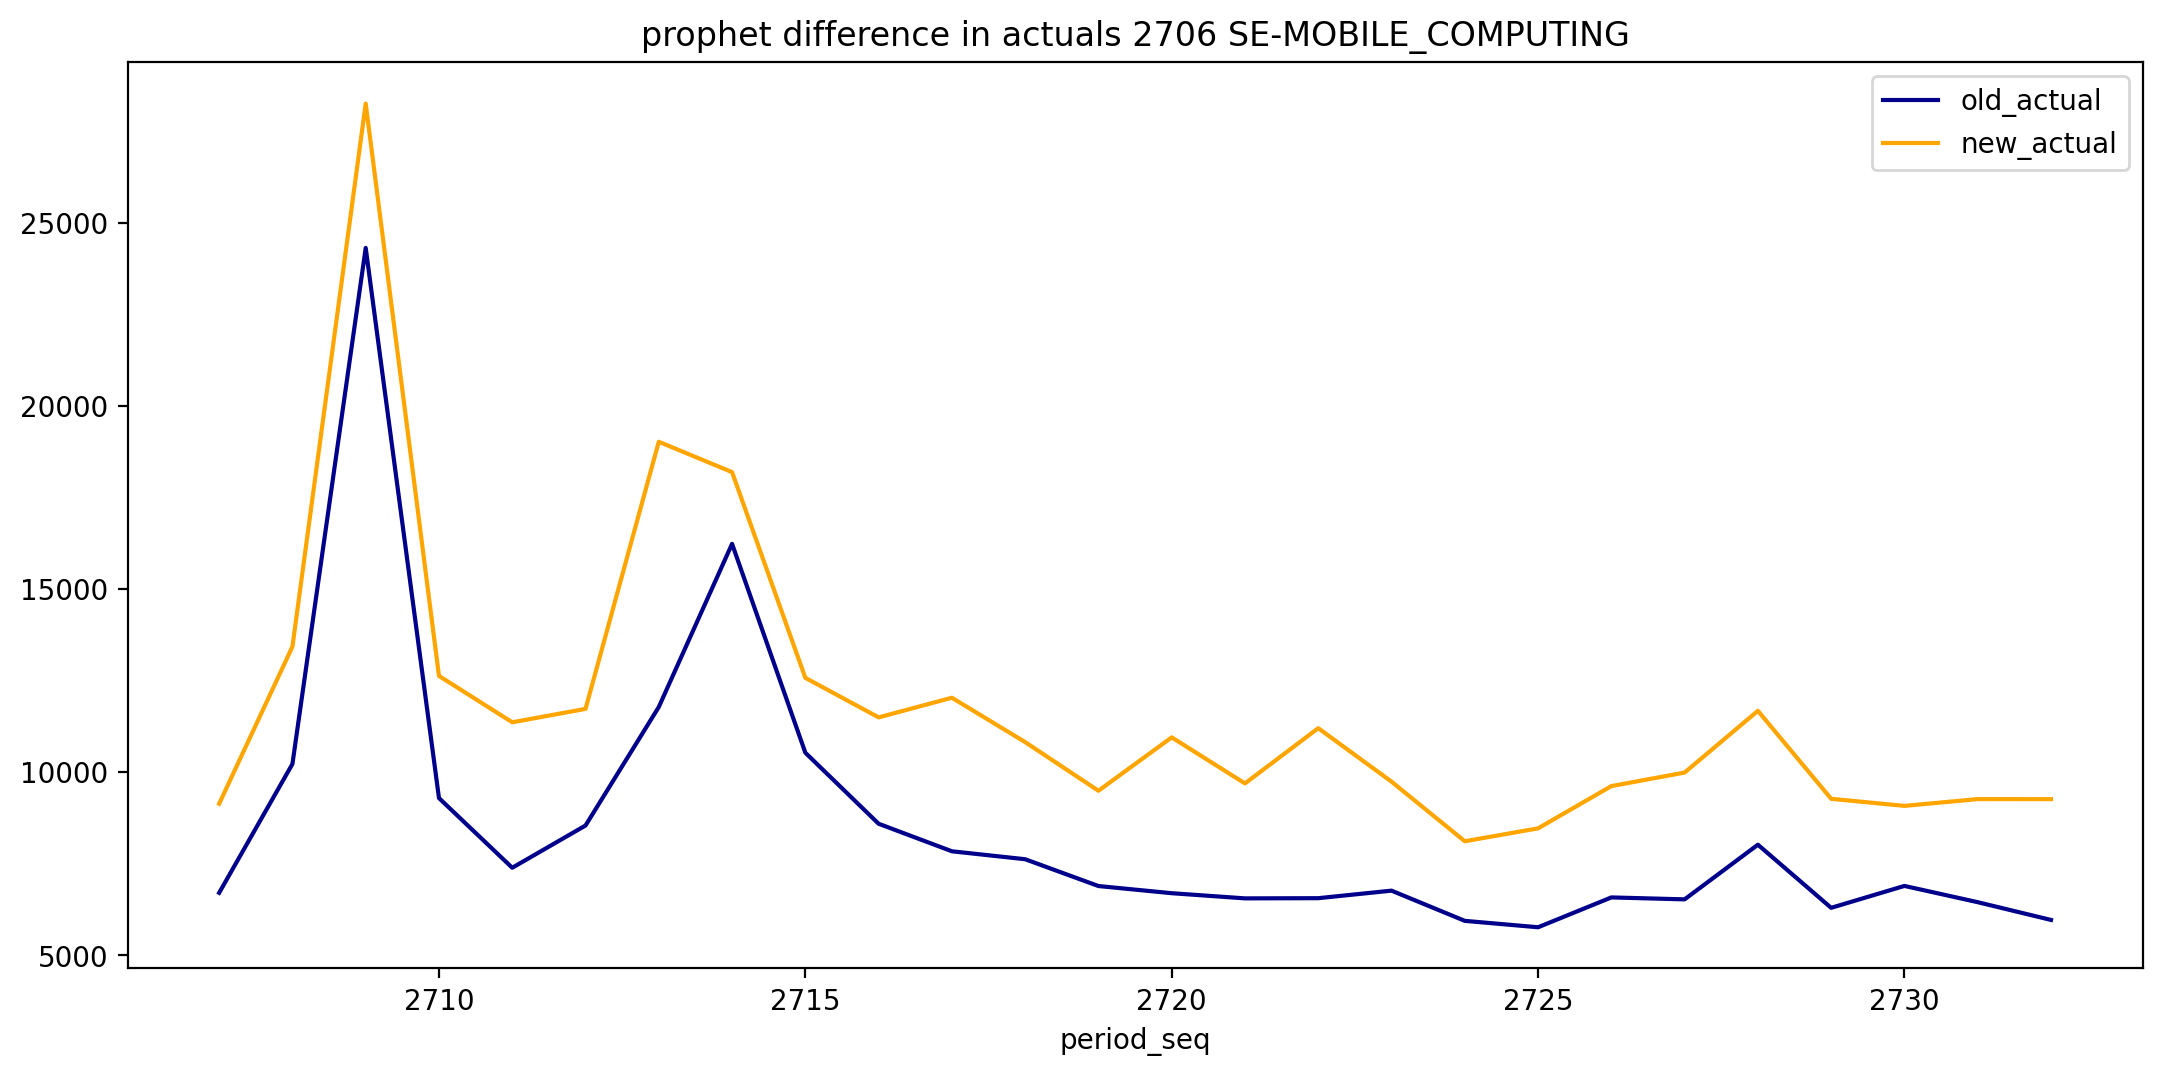 prophet difference in actuals 2706 SE-MOBILE_COMPUTING
old_actual
new_actual
25000
20000
15000
10000
5000
2710 2715 2720 2725 2730
period_seq